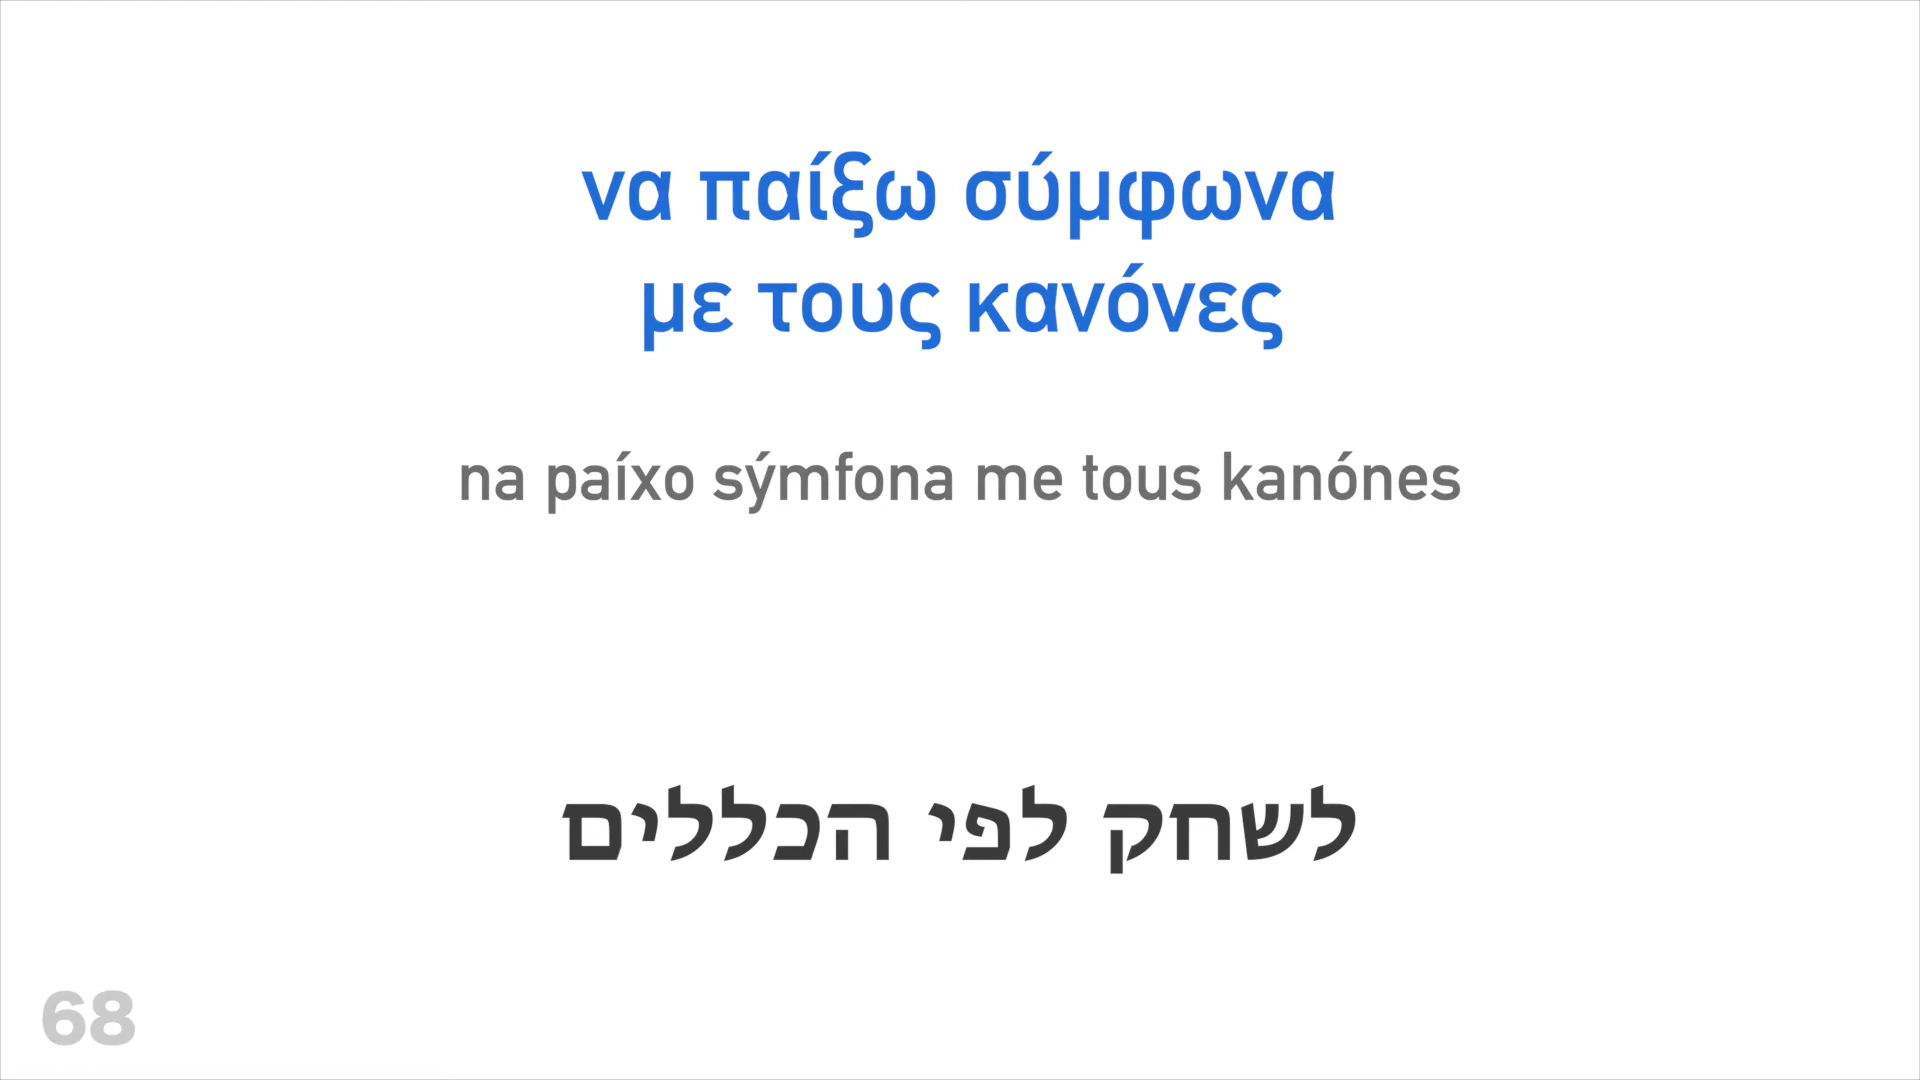 να παίξω σύμφωνα
με τους κανόνες
na paíxo sýmfona me tous kanónes
לשחק לפי הכללים
68